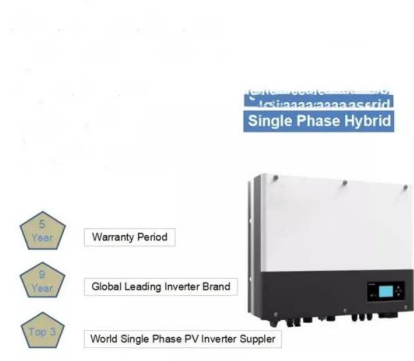 Single Phase Hybrid
5
Year
Warranty Period
9
Year
Global Leading Inverter Brand
Top 3
World Single Phase PV Inverter Suppler